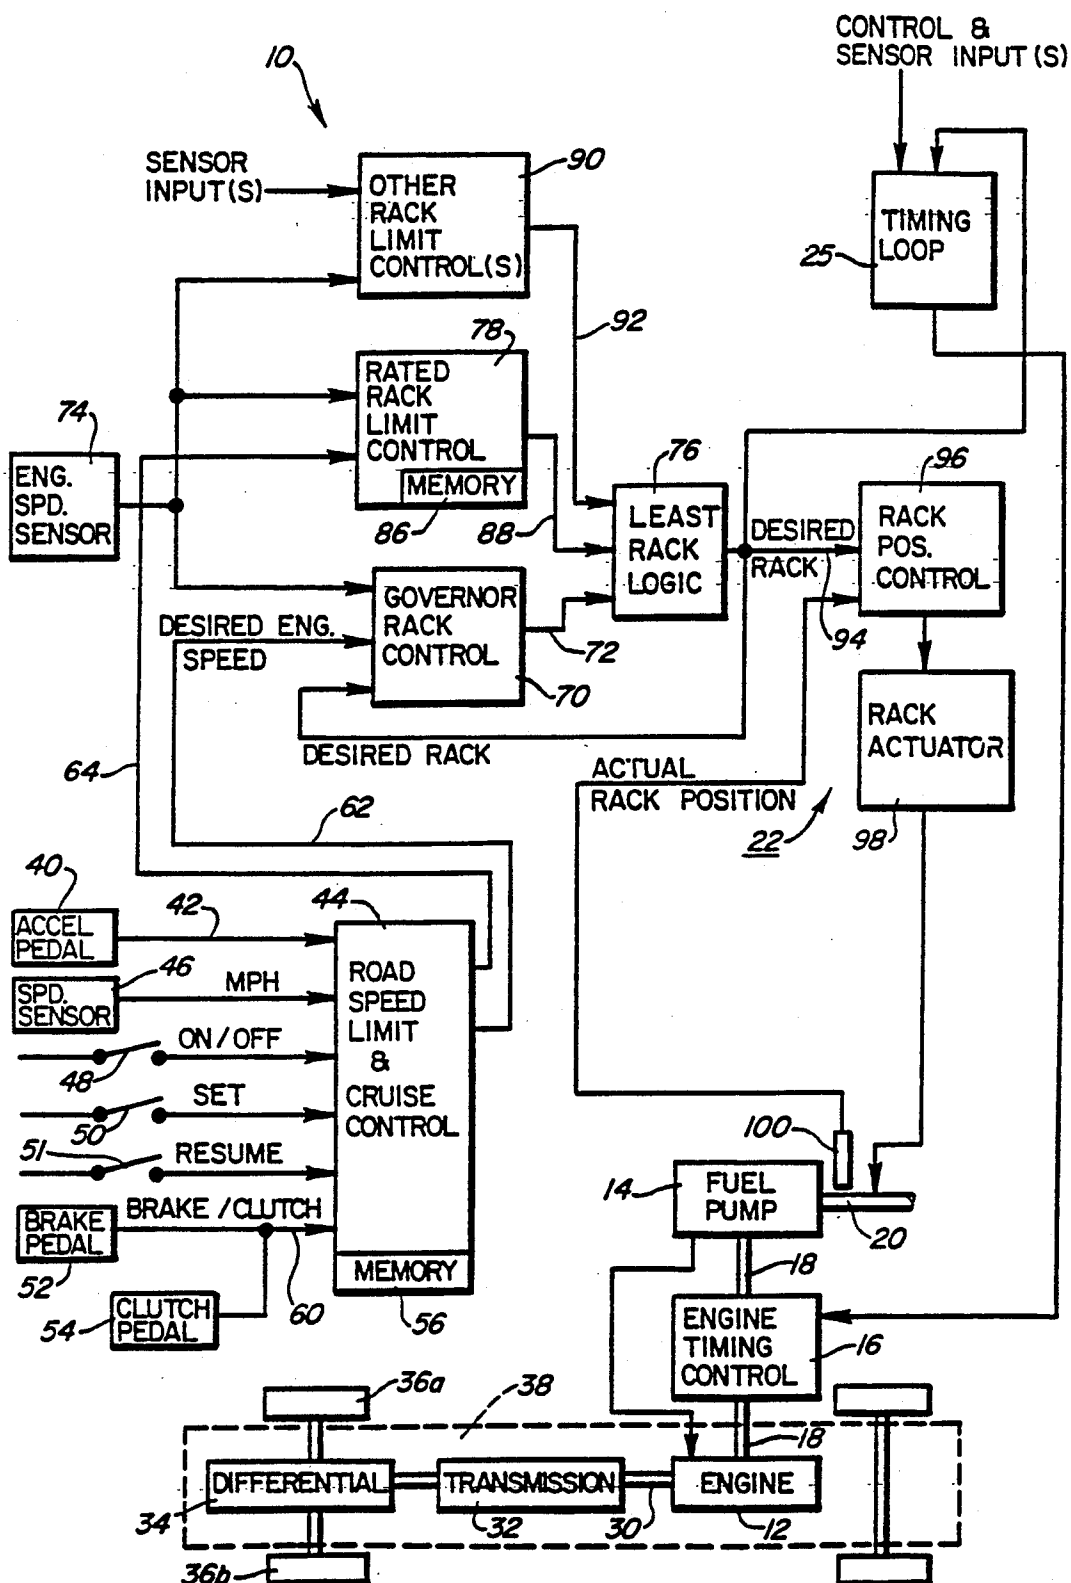 CONTROL &
SENSOR INPUT(S)
10
SENSOR
INPUT(S)
90
OTHER
RACK
LIMIT
CONTROL(S)
TIMING
LOOP
25
92
78
RATED
RACK
LIMIT
CONTROL
MEMORY
86
88
74
ENG.
SPD.
SENSOR
76
LEAST
RACK
LOGIC
DESIRED
RACK
94
96
RACK
POS.
CONTROL
GOVERNOR
RACK
CONTROL
72
70
DESIRED ENG.
SPEED
DESIRED RACK
RACK
ACTUATOR
98
ACTUAL
RACK POSITION
22
64
62
40
ACCEL
PEDAL
42
44
ROAD
SPEED
LIMIT
&
CRUISE
CONTROL
46
SPD.
SENSOR
MPH
ON/OFF
48
SET
50
51
RESUME
BRAKE/CLUTCH
BRAKE
PEDAL
52
60
CLUTCH
PEDAL
54
MEMORY
56
100
14
FUEL
PUMP
20
18
ENGINE
TIMING
CONTROL
16
36a
38
18
DIFFERENTIAL
34
TRANSMISSION
32
30
ENGINE
12
36b